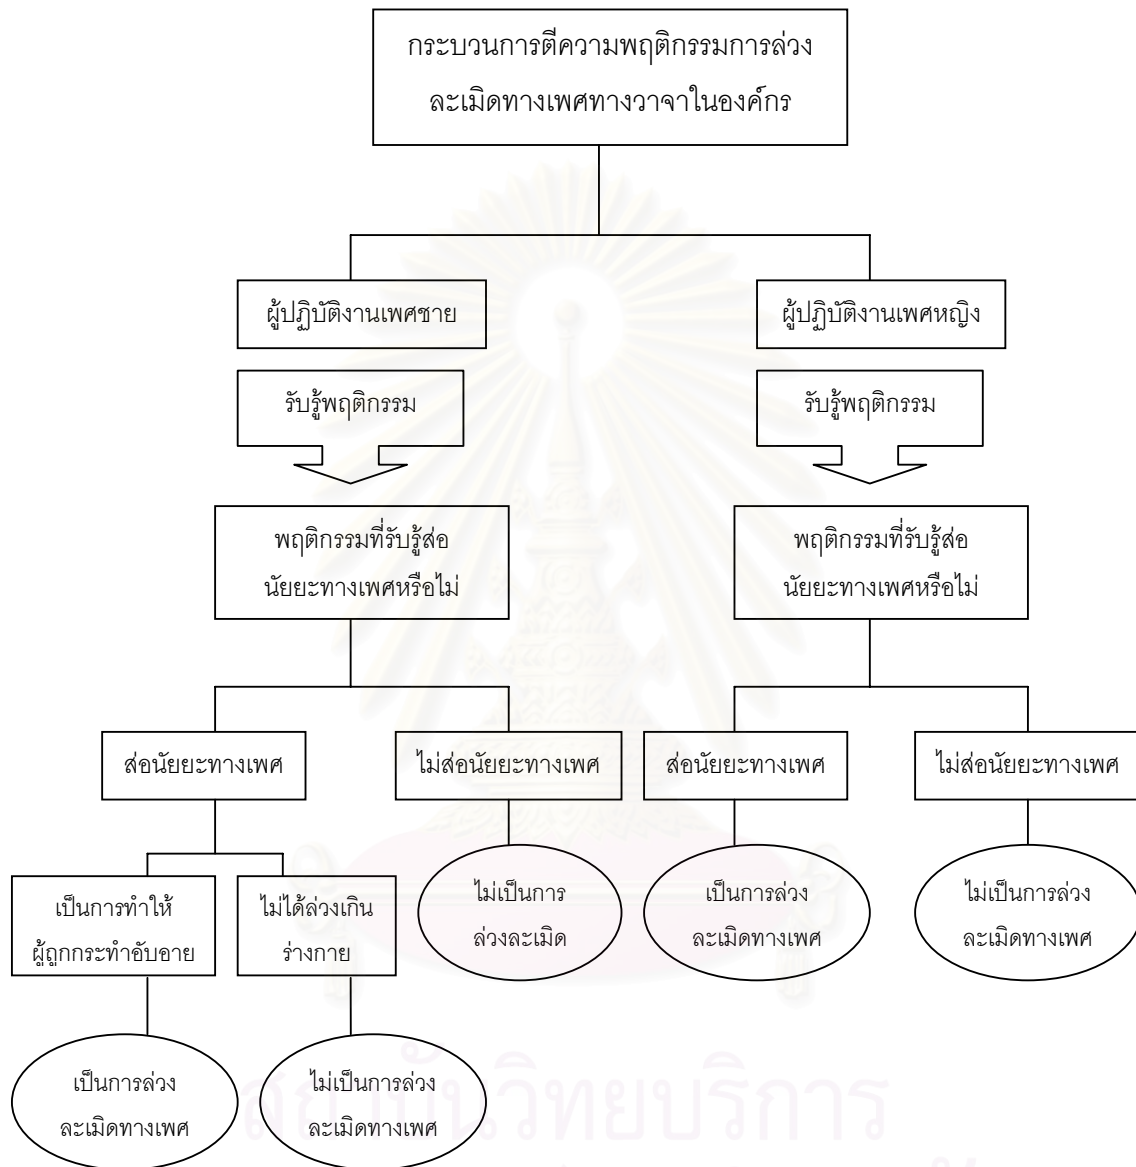 กระบวนการตีความพฤติกรรมการล่วง
ละเมิดทางเพศทางวาจาในองค์กร
ผู้ปฏิบัติงานเพศชาย
ผู้ปฏิบัติงานเพศหญิง
รับรู้พฤติกรรม
รับรู้พฤติกรรม
พฤติกรรมที่รับรู้ส่อ
นัยยะทางเพศหรือไม่
พฤติกรรมที่รับรู้ส่อ
นัยยะทางเพศหรือไม่
ส่อนัยยะทางเพศ
ไม่ส่อนัยยะทางเพศ
ส่อนัยยะทางเพศ
ไม่ส่อนัยยะทางเพศ
เป็นการทำให้
ผู้ถูกกระทำอับอาย
ไม่ได้ล่วงเกิน
ร่างกาย
ไม่เป็นการ
ล่วงละเมิด
เป็นการล่วง
ละเมิดทางเพศ
ไม่เป็นการล่วง
ละเมิดทางเพศ
เป็นการล่วง
ละเมิดทางเพศ
ไม่เป็นการล่วง
ละเมิดทางเพศ
สถาบันวิทยบริการ